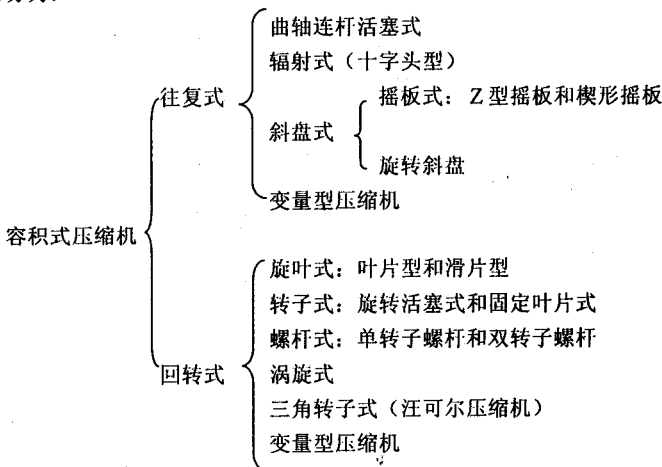 曲轴连杆活塞式
辐射式（十字头型）
往复式
摇板式：Z型摇板和楔形摇板
斜盘式
旋转斜盘
变量型压缩机
容积式压缩机
旋叶式：叶片型和滑片型
转子式：旋转活塞式和固定叶片式
螺杆式：单转子螺杆和双转子螺杆
回转式
涡旋式
三角转子式（汪可尔压缩机）
变量型压缩机